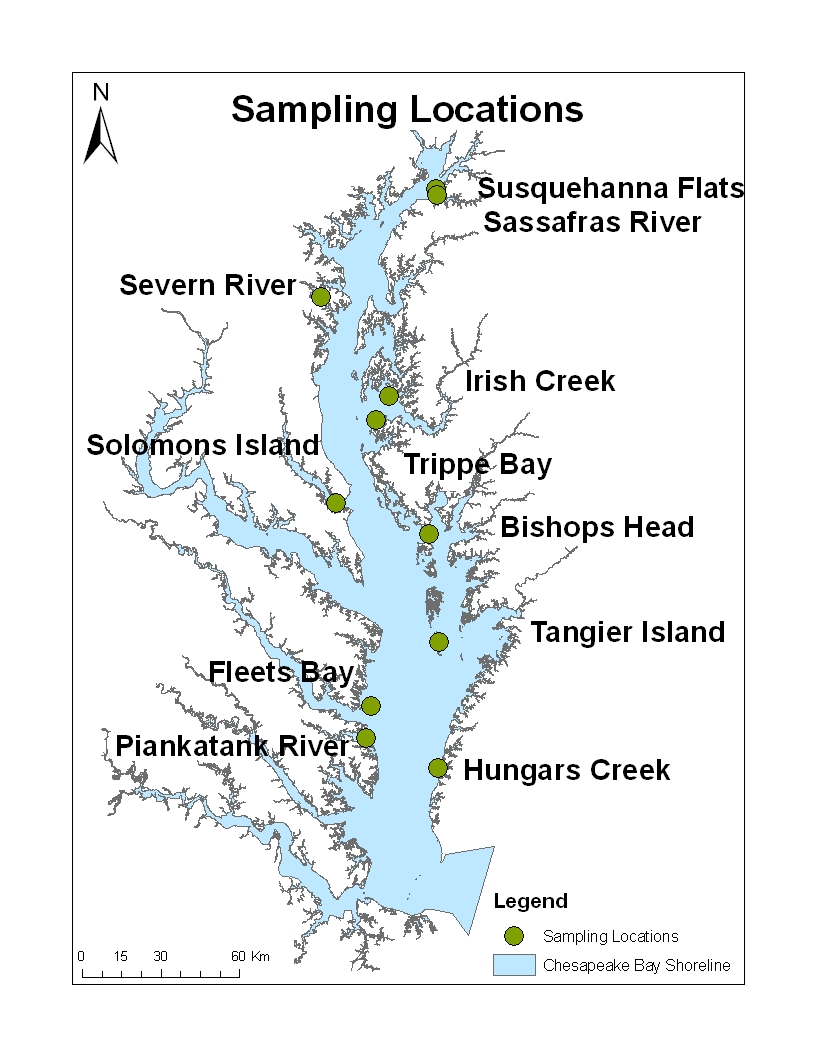 N
Sampling Locations
Susquehanna Flats
Sassafras River
Severn River
Irish Creek
Solomons Island
Trippe Bay
Bishops Head
Tangier Island
Fleets Bay
Piankatank River
Hungars Creek
Legend
Sampling Locations
Chesapeake Bay Shoreline
0 15 30 60 Km